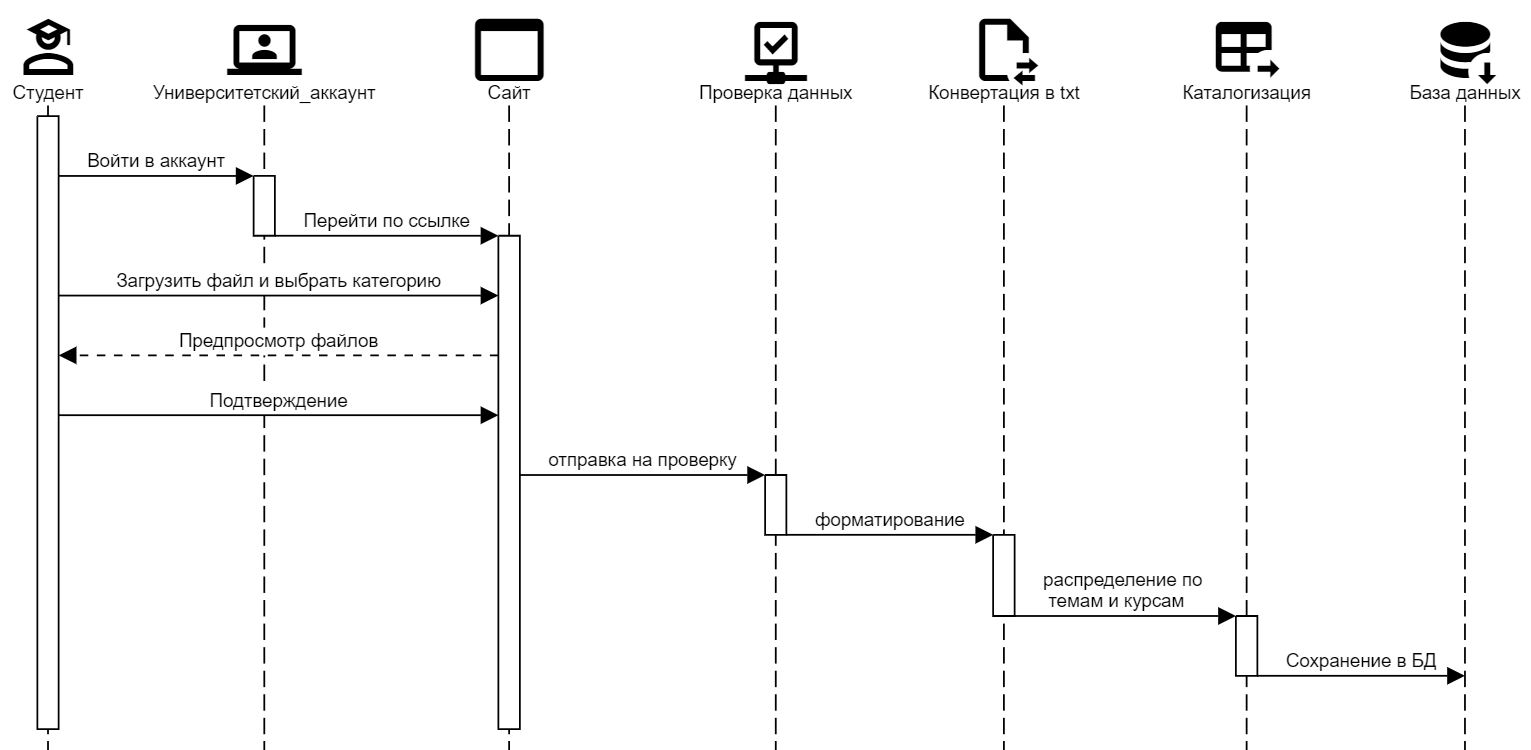 Студент
Университетский_аккаунт
Сайт
Проверка данных
Конвертация в txt
Каталогизация
База данных
Войти в аккаунт
Перейти по ссылке
Загрузить файл и выбрать категорию
Предпросмотр файлов
Подтверждение
отправка на проверку
форматирование
распределение по
темам и курсам
Сохранение в БД